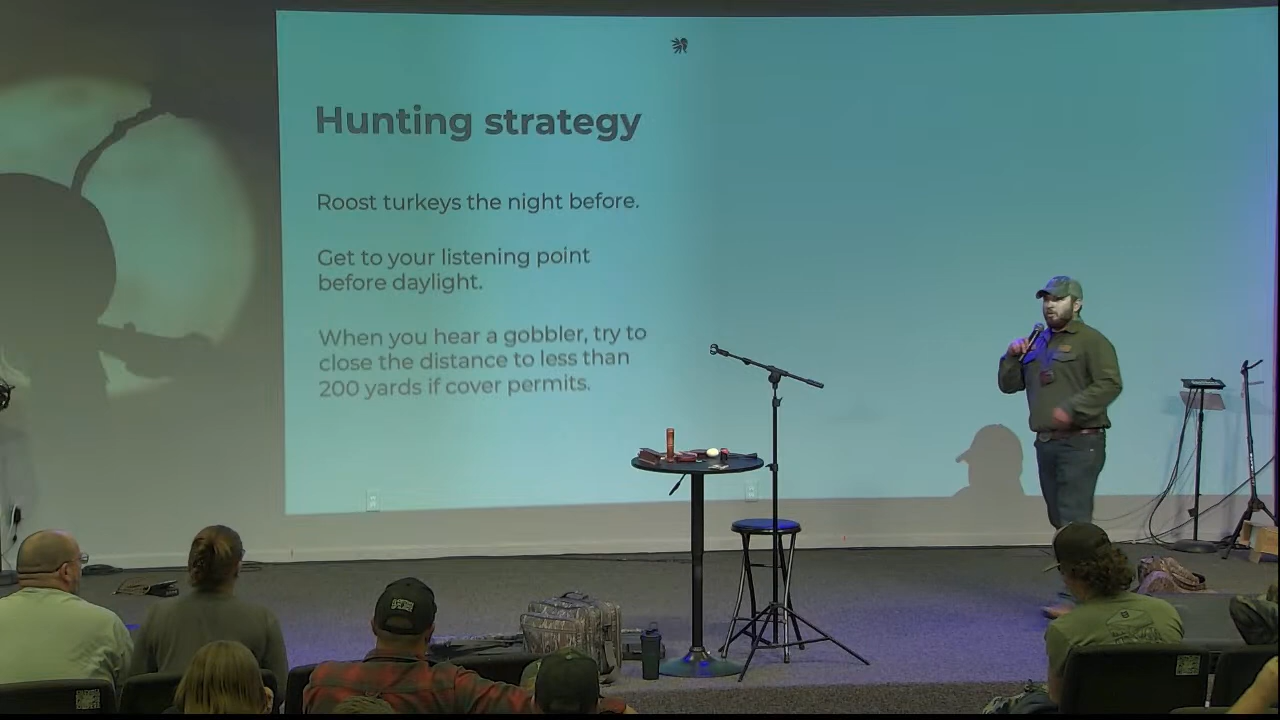 Hunting strategy
Roost turkeys the night before.
Get to your listening point
before daylight.
When you hear a gobbler, try to
close the distance to less than
200 yards if cover permits.